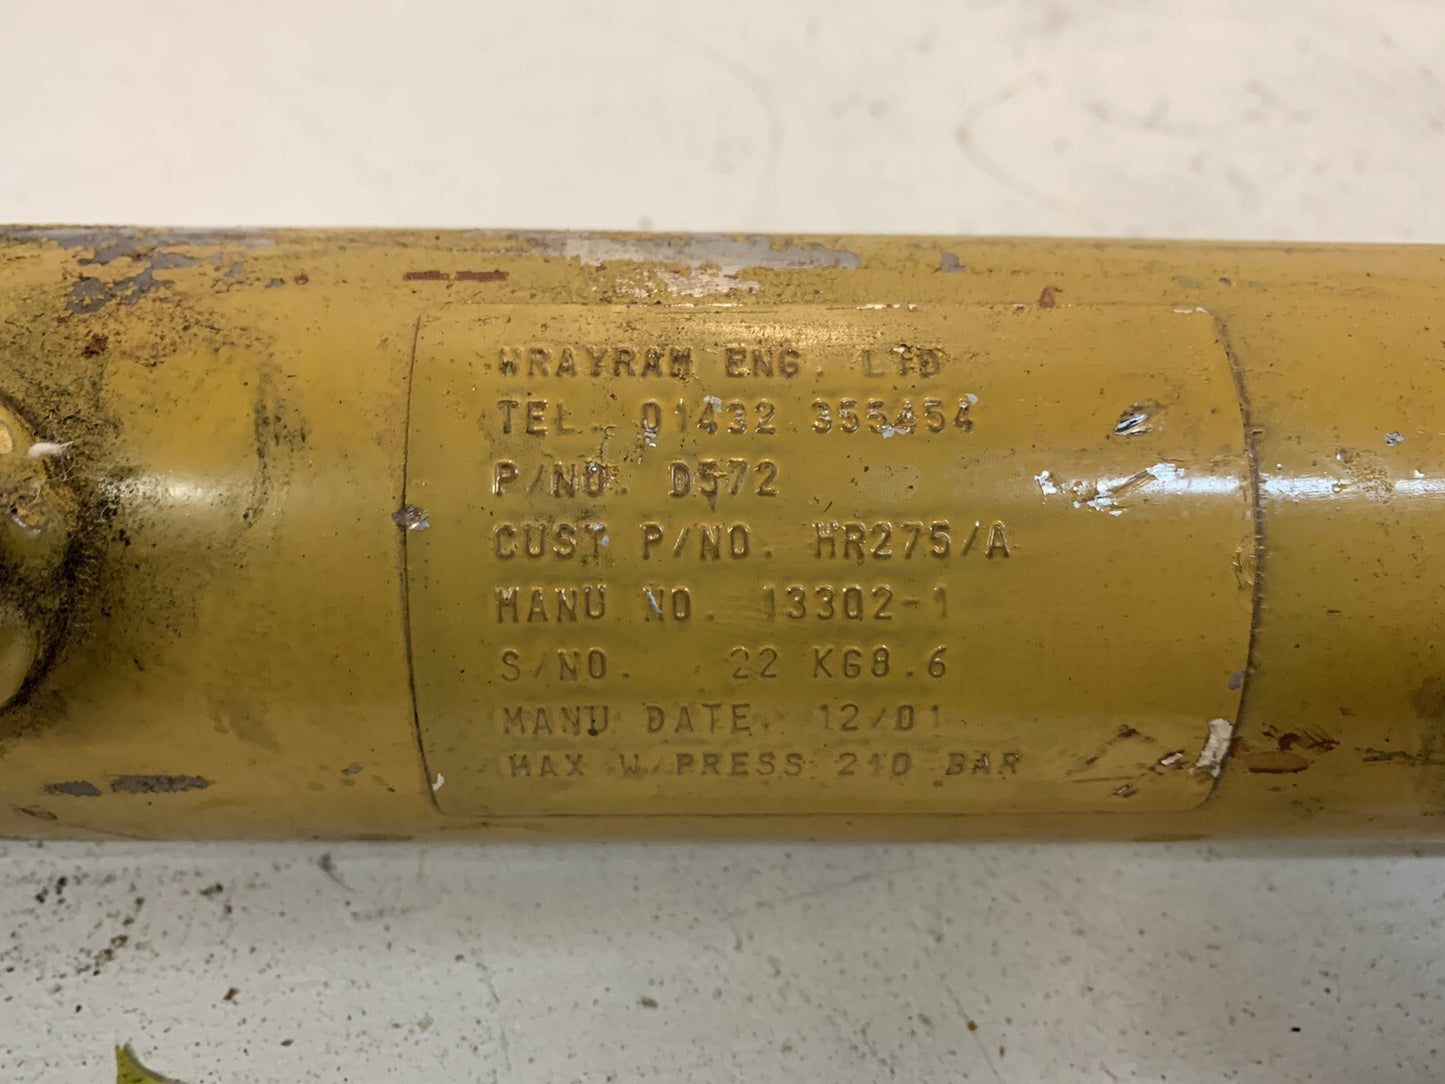 WRAYRAM ENG. LTD
TEL. 01432 355454
P/NO. D572
CUST P/NO. HR275/A
MANU NO. 13302-1
S/NO. 22 KG8.6
MANU DATE 12/01
MAX W/PRESS 210 BAR